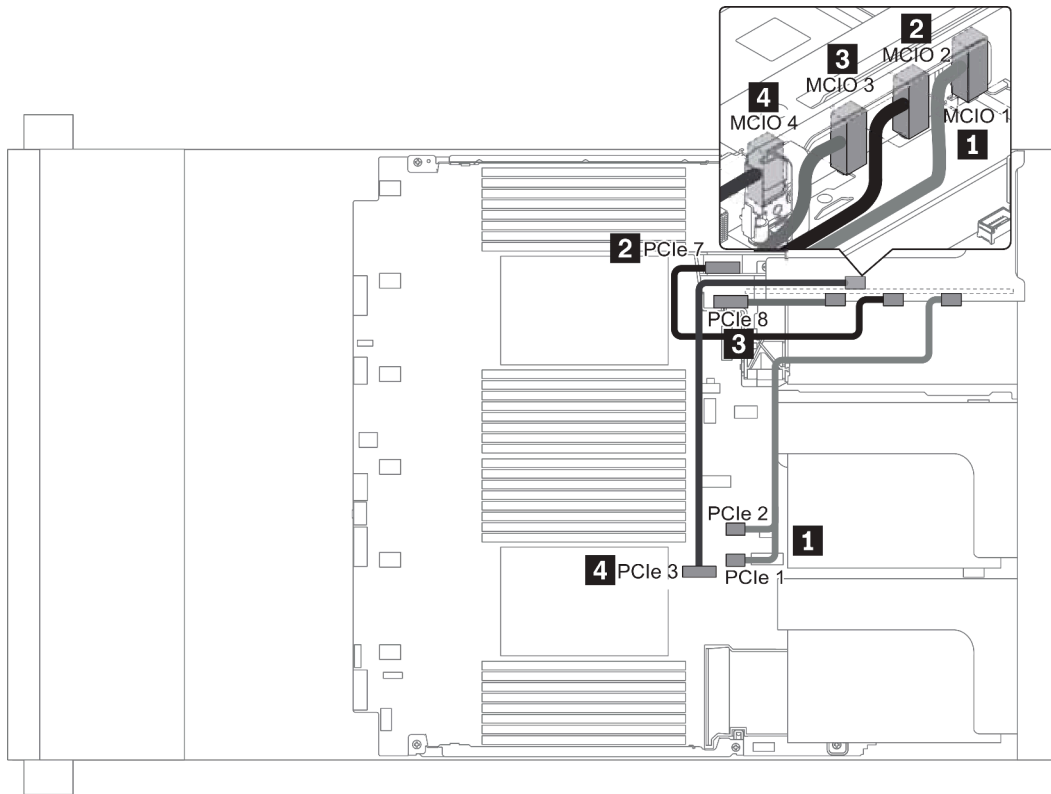 2
MCIO 2
3
MCIO 3
4
MCIO 4
MCIO 1
1
2 PCIe 7
PCIe 8
3
PCIe 2
1
4 PCIe 3
PCIe 1